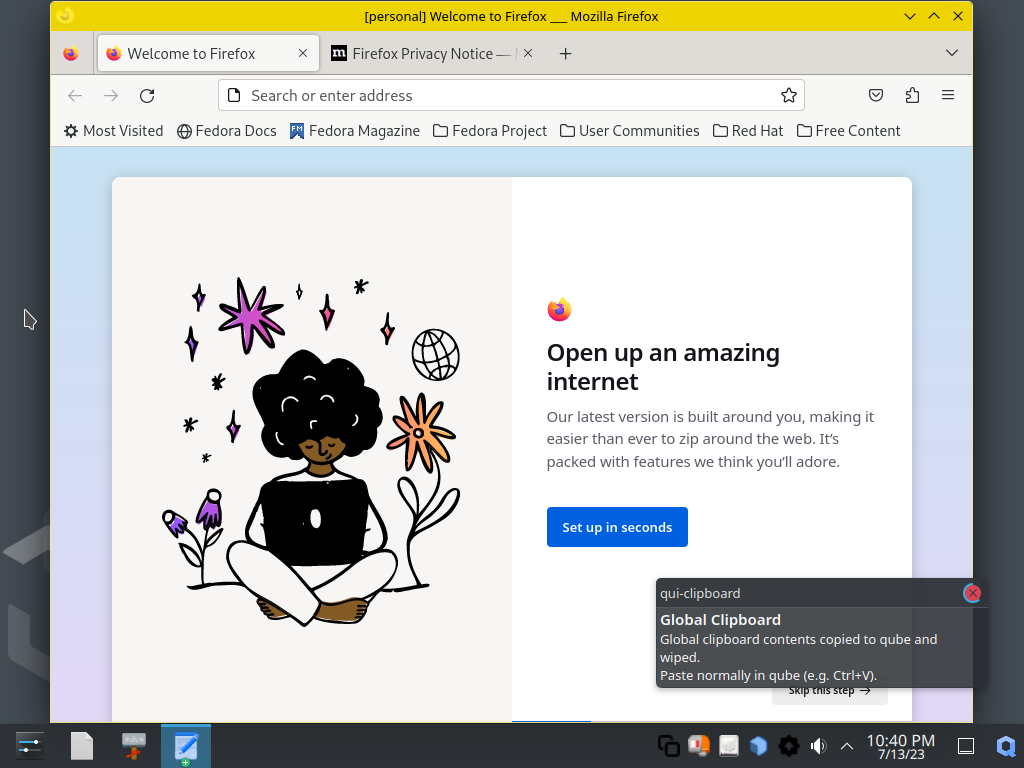 [personal] Welcome to Firefox ___ Mozilla Firefox
Welcome to Firefox
Firefox Privacy Notice —
Search or enter address
Most Visited
Fedora Docs
FM
Fedora Magazine
Fedora Project
User Communities
Red Hat
Free Content
Open up an amazing
internet
Our latest version is built around you, making it
easier than ever to zip around the web. It's
packed with features we think you'll adore.
Set up in seconds
qui-clipboard
Global Clipboard
Global clipboard contents copied to qube and
wiped.
Paste normally in qube (e.g. Ctrl+V).
Skip this step
10:40 PM
7/13/23